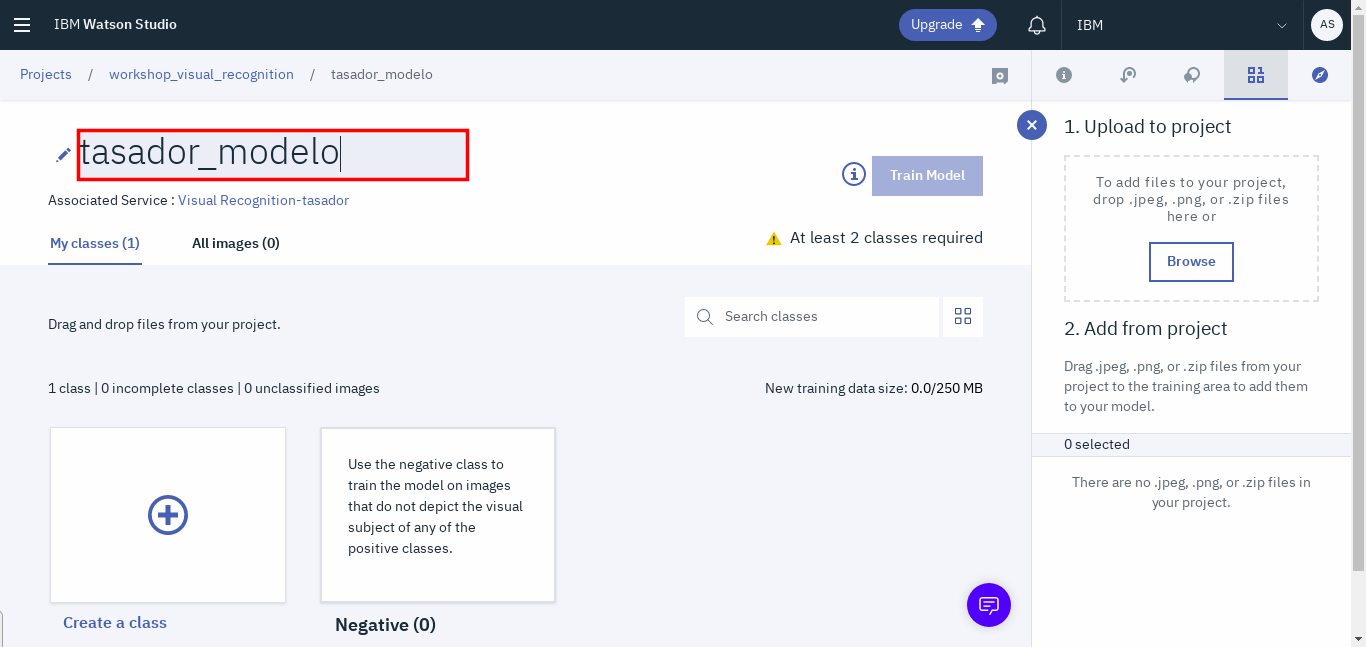 IBM Watson Studio
Upgrade
IBM
AS
Projects / workshop_visual_recognition / tasador_modelo
tasador_modelo
Associated Service : Visual Recognition-tasador
Train Model
My classes (1)
All images (0)
At least 2 classes required
Drag and drop files from your project.
Search classes
1 class | 0 incomplete classes | 0 unclassified images
New training data size: 0.0/250 MB
Create a class
Use the negative class to
train the model on images
that do not depict the visual
subject of any of the
positive classes.
Negative (0)
1. Upload to project
To add files to your project,
drop .jpeg, .png, or .zip files
here or
Browse
2. Add from project
Drag .jpeg, .png, or .zip files from your
project to the training area to add them
to your model.
0 selected
There are no .jpeg, .png, or .zip files in
your project.